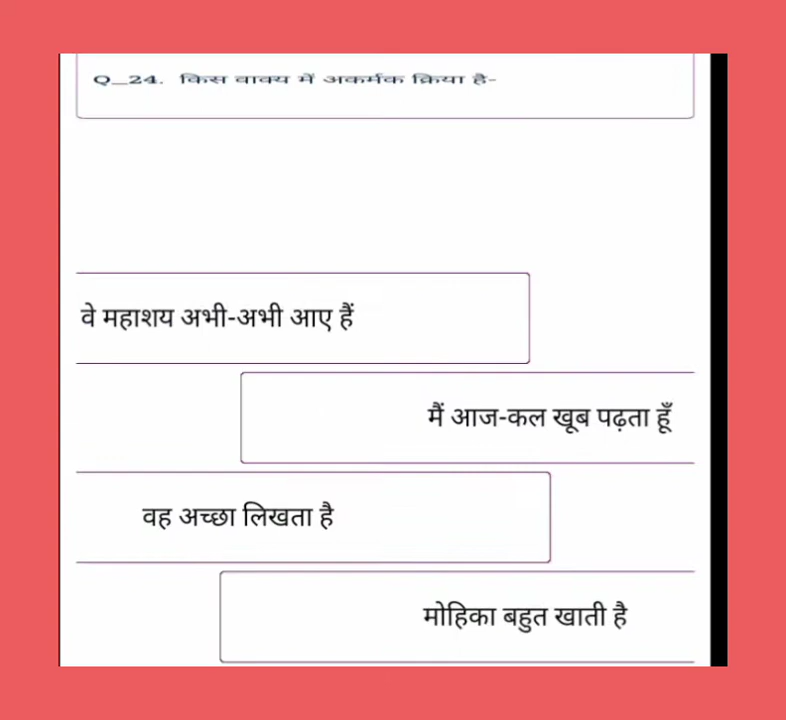 Q_24. किस वाक्य में अकर्मक क्रिया है-
वे महाशय अभी-अभी आए हैं
मैं आज-कल खूब पढ़ता हूँ
वह अच्छा लिखता है
मोहिका बहुत खाती है